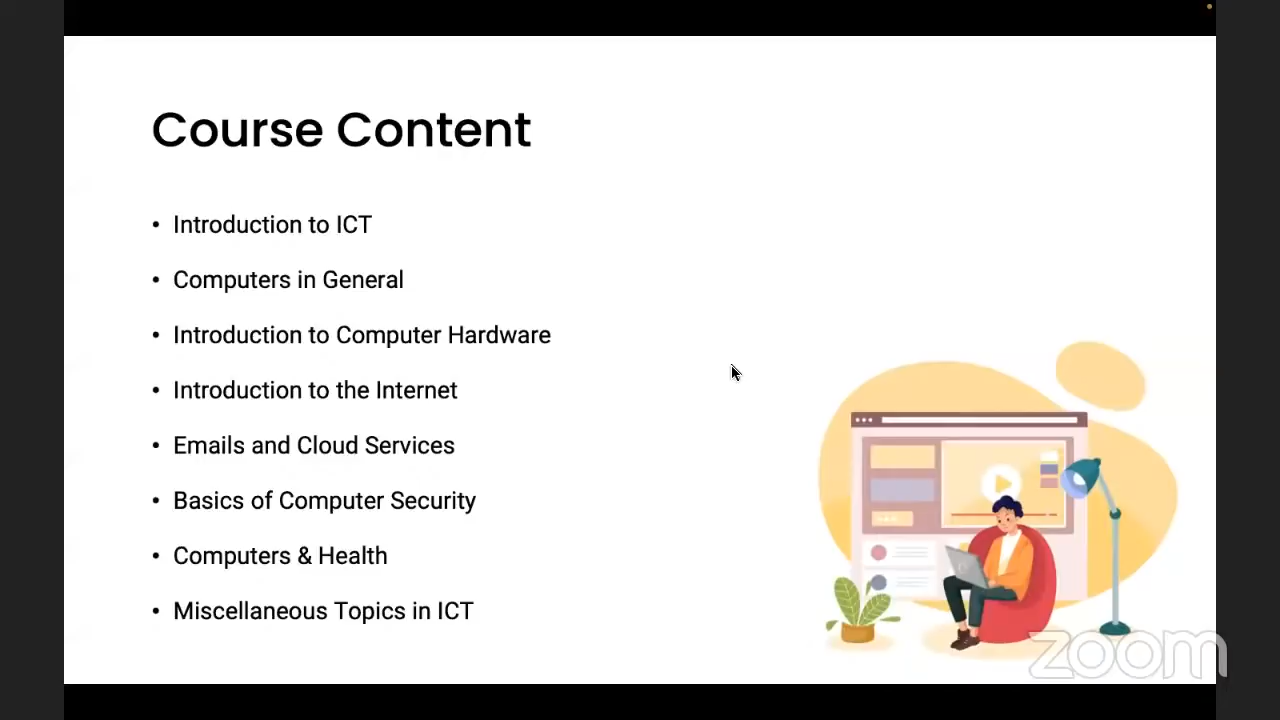 Course Content
• Introduction to ICT
• Computers in General
• Introduction to Computer Hardware
• Introduction to the Internet
• Emails and Cloud Services
• Basics of Computer Security
• Computers & Health
• Miscellaneous Topics in ICT
zoom